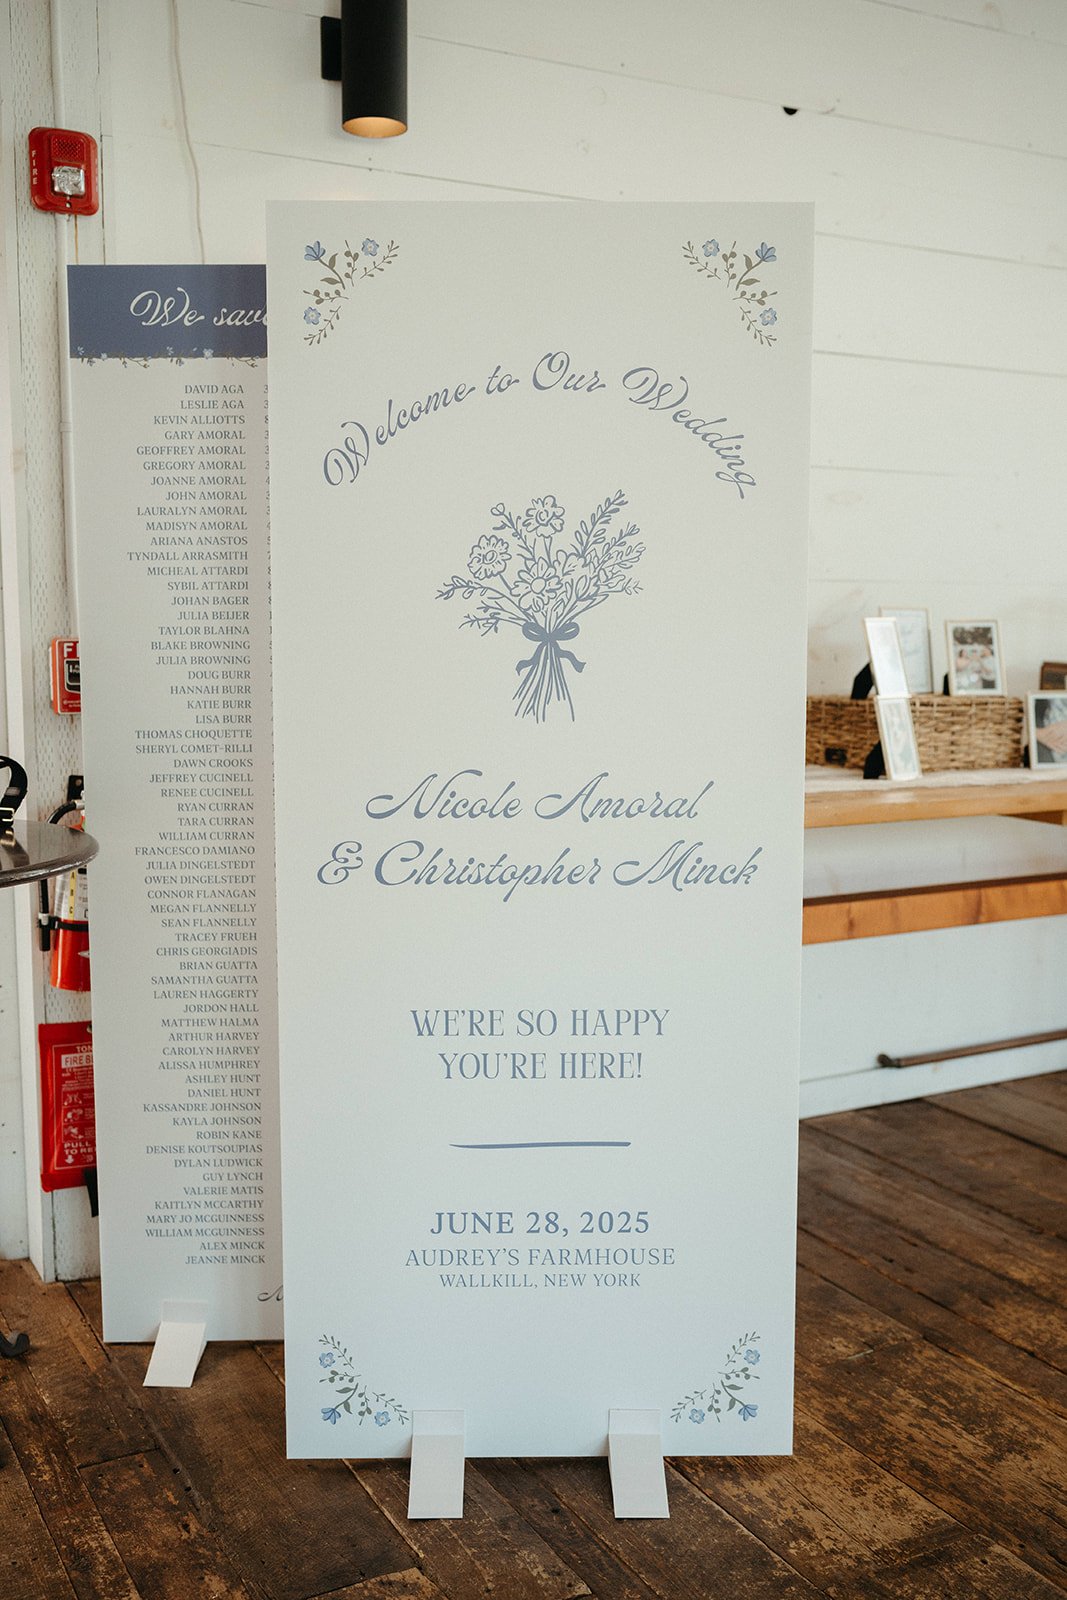 Welcome to Our Wedding
Nicole Amoral
& Christopher Minck
WE'RE SO HAPPY
YOU'RE HERE!
JUNE 28, 2025
AUDREY'S FARMHOUSE
WALLKILL, NEW YORK
We
DAVID AGA
LESLIE AGA
KEVIN ALLIOTTS
GARY AMORAL
GEOFFREY AMORAL
GREGORY AMORAL
JOANNE AMORAL
JOHN AMORAL
LAURALYN AMORAL
MADISYN AMORAL
ARIANA ANASTOS
TYNDALL ARRASMITH
MICHEAL ATTARDI
SYBIL ATTARDI
JOHAN BAGER
JULIA BEIJER
TAYLOR BLAHNA
BLAKE BROWNING
JULIA BROWNING
DOUG BURR
HANNAH BURR
KATIE BURR
LISA BURR
THOMAS CHOQUETTE
SHERYL COMET-RILLI
DAWN CROOKS
JEFFREY CUCINELL
RENEE CUCINELL
RYAN CURRAN
TARA CURRAN
WILLIAM CURRAN
FRANCESCO DAMIANO
JULIA DINGELSTEDT
OWEN DINGELSTEDT
CONNOR FLANAGAN
MEGAN FLANNELLY
SEAN FLANNELLY
TRACEY FRUEH
CHRIS GEORGIADIS
BRIAN GUATTA
SAMANTHA GUATTA
LAUREN HAGGERTY
JORDON HALL
MATTHEW HALMA
ARTHUR HARVEY
CAROLYN HARVEY
ALISSA HUMPHREY
ASHLEY HUNT
DANIEL HUNT
KASSANDRE JOHNSON
KAYLA JOHNSON
ROBIN KANE
DENISE KOUTSOUPIAS
DYLAN LUDWICK
GUY LYNCH
VALERIE MATIS
KAITLYN MCCARTHY
MARY JO MCGUINNESS
WILLIAM MCGUINNESS
ALEX MINCK
JEANNE MINCK
FIRE
FIRE
PULL